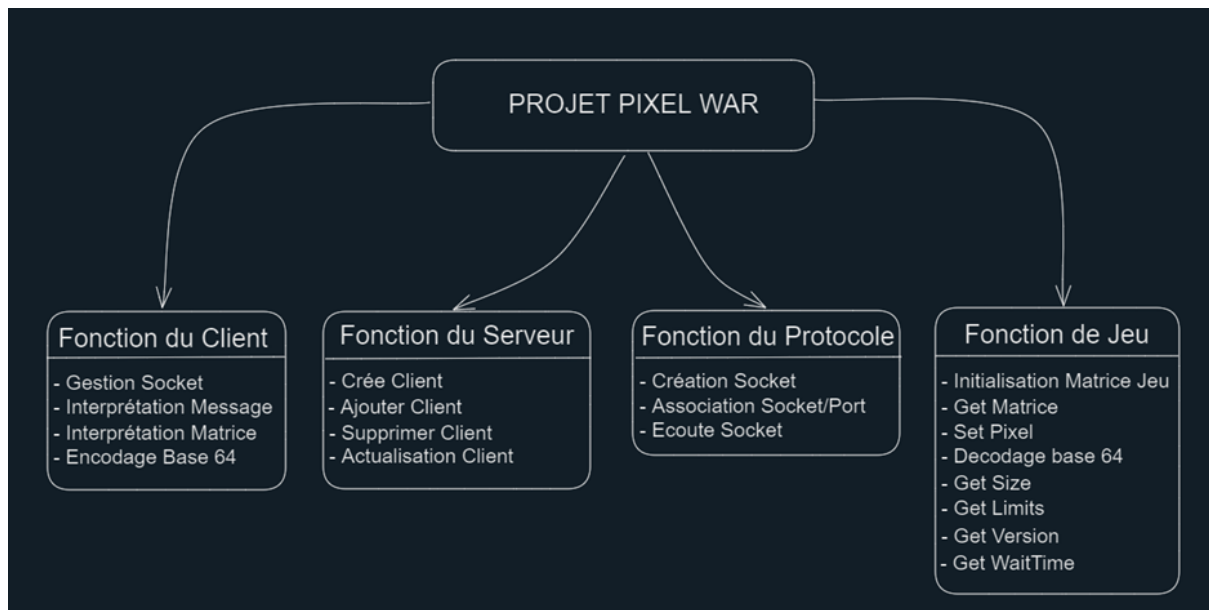 PROJET PIXEL WAR
Fonction du Client
- Gestion Socket
- Interprétation Message
- Interprétation Matrice
- Encodage Base 64
Fonction du Serveur
- Crée Client
- Ajouter Client
- Supprimer Client
- Actualisation Client
Fonction du Protocole
- Création Socket
- Association Socket/Port
- Ecoute Socket
Fonction de Jeu
- Initialisation Matrice Jeu
- Get Matrice
- Set Pixel
- Decodage base 64
- Get Size
- Get Limits
- Get Version
- Get WaitTime